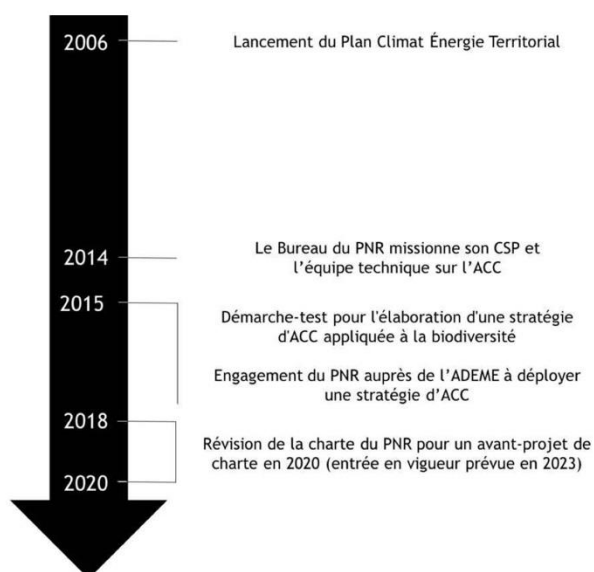 2006
Lancement du Plan Climat Énergie Territorial
2014
Le Bureau du PNR missionne son CSP et
l'équipe technique sur l'ACC
2015
Démarche-test pour l'élaboration d'une stratégie
d'ACC appliquée à la biodiversité
Engagement du PNR auprès de l'ADEME à déployer
une stratégie d'ACC
2018
Révision de la charte du PNR pour un avant-projet de
charte en 2020 (entrée en vigueur prévue en 2023)
2020